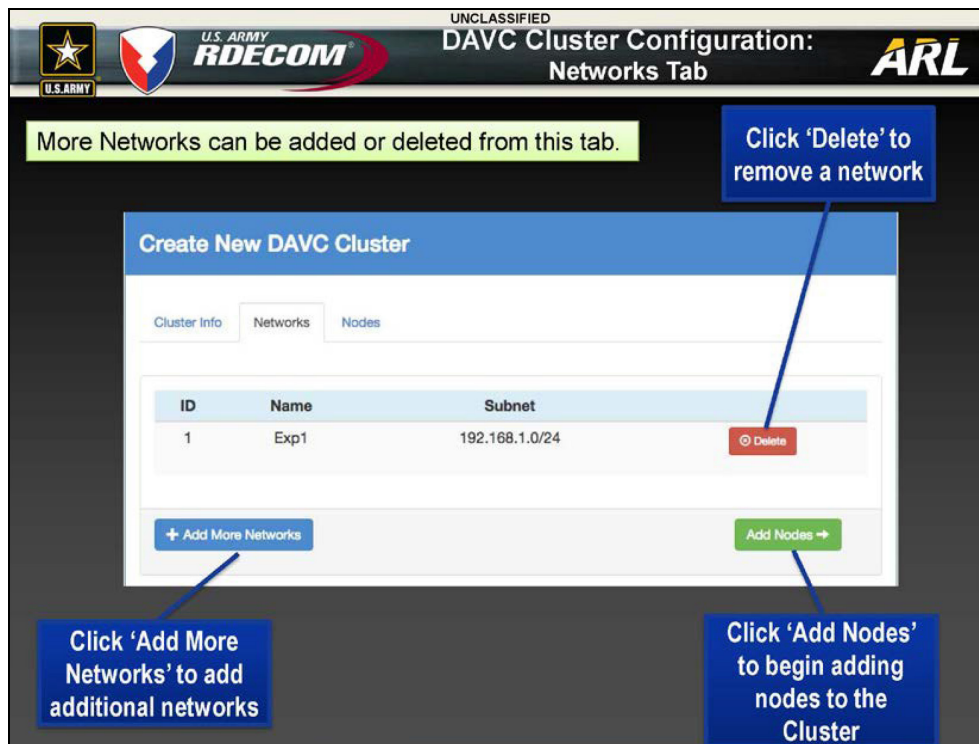 UNCLASSIFIED
U.S. ARMY
RDECOM®
DAVC Cluster Configuration:
Networks Tab
ARL
U.S.ARMY
More Networks can be added or deleted from this tab.
Click ‘Delete’ to
remove a network
Create New DAVC Cluster
Cluster Info Networks Nodes
ID Name Subnet
1 Exp1 192.168.1.0/24 Delete
+ Add More Networks Add Nodes →
Click ‘Add More
Networks’ to add
additional networks
Click ‘Add Nodes’
to begin adding
nodes to the
Cluster